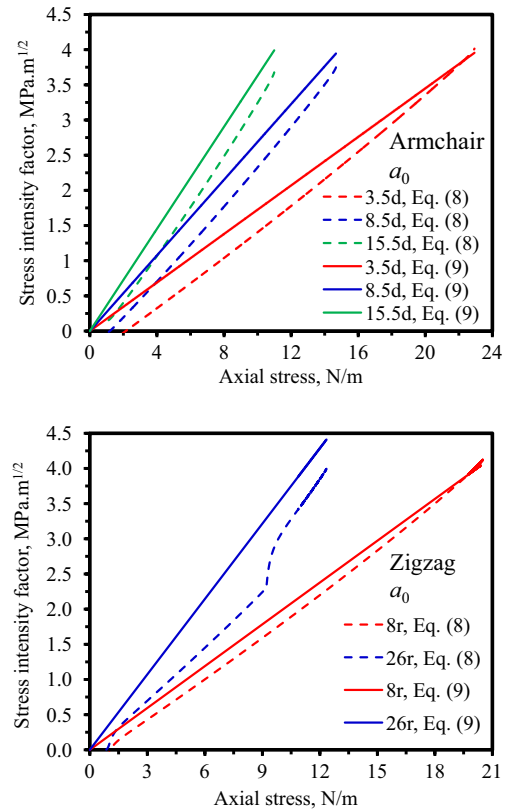 4.5
4
3.5
3
2.5
2
1.5
1
0.5
0
Stress intensity factor, MPa.m1/2
Armchair
a0
3.5d, Eq. (8)
8.5d, Eq. (8)
15.5d, Eq. (8)
3.5d, Eq. (9)
8.5d, Eq. (9)
15.5d, Eq. (9)
0 4 8 12 16 20 24
Axial stress, N/m
4.5
4.0
3.5
3.0
2.5
2.0
1.5
1.0
0.5
0.0
Stress intensity factor, MPa.m1/2
Zigzag
a0
8r, Eq. (8)
26r, Eq. (8)
8r, Eq. (9)
26r, Eq. (9)
0 3 6 9 12 15 18 21
Axial stress, N/m